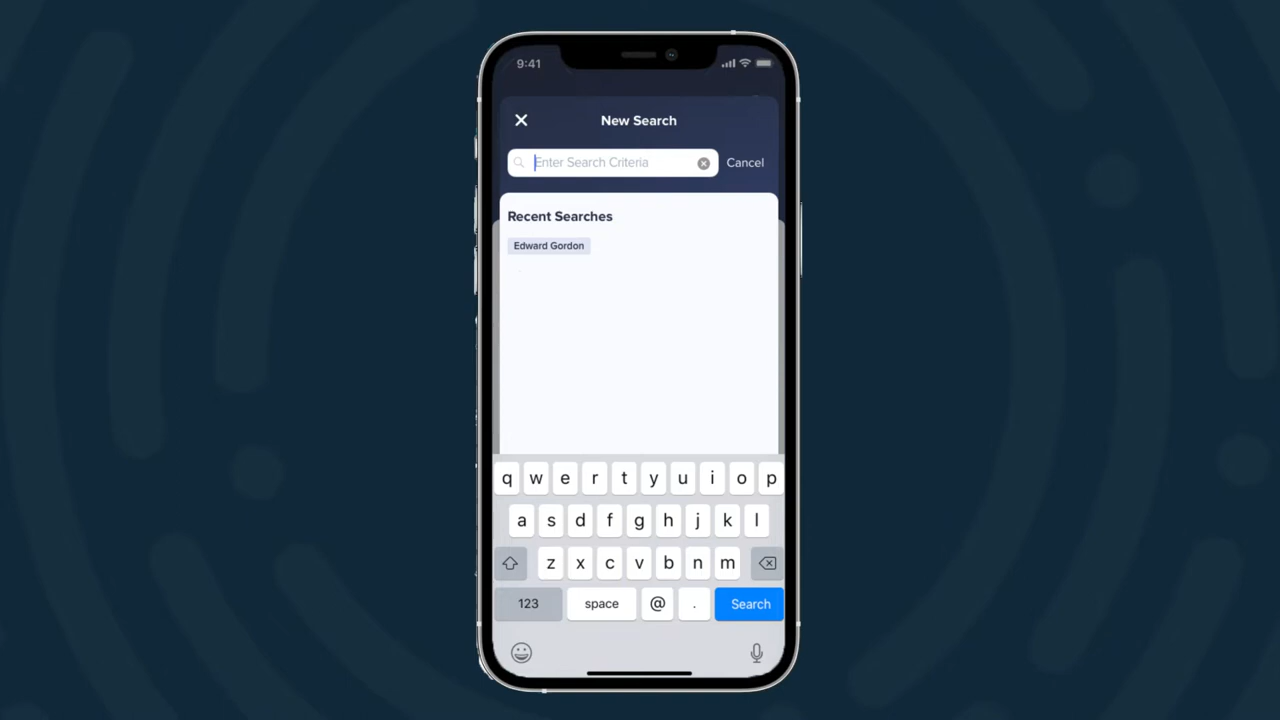 9:41
New Search
Enter Search Criteria
Cancel
Recent Searches
Edward Gordon
q w e r t y u i o p
a s d f g h j k l
z x c v b n m
123 space @ . Search